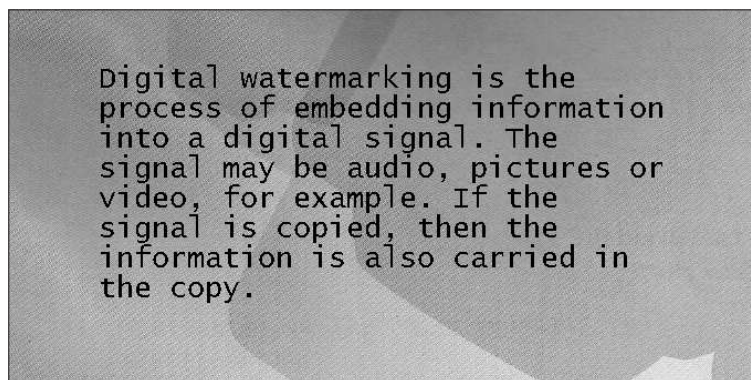 Digital watermarking is the
process of embedding information
into a digital signal. The
signal may be audio, pictures or
video, for example. If the
signal is copied, then the
information is also carried in
the copy.